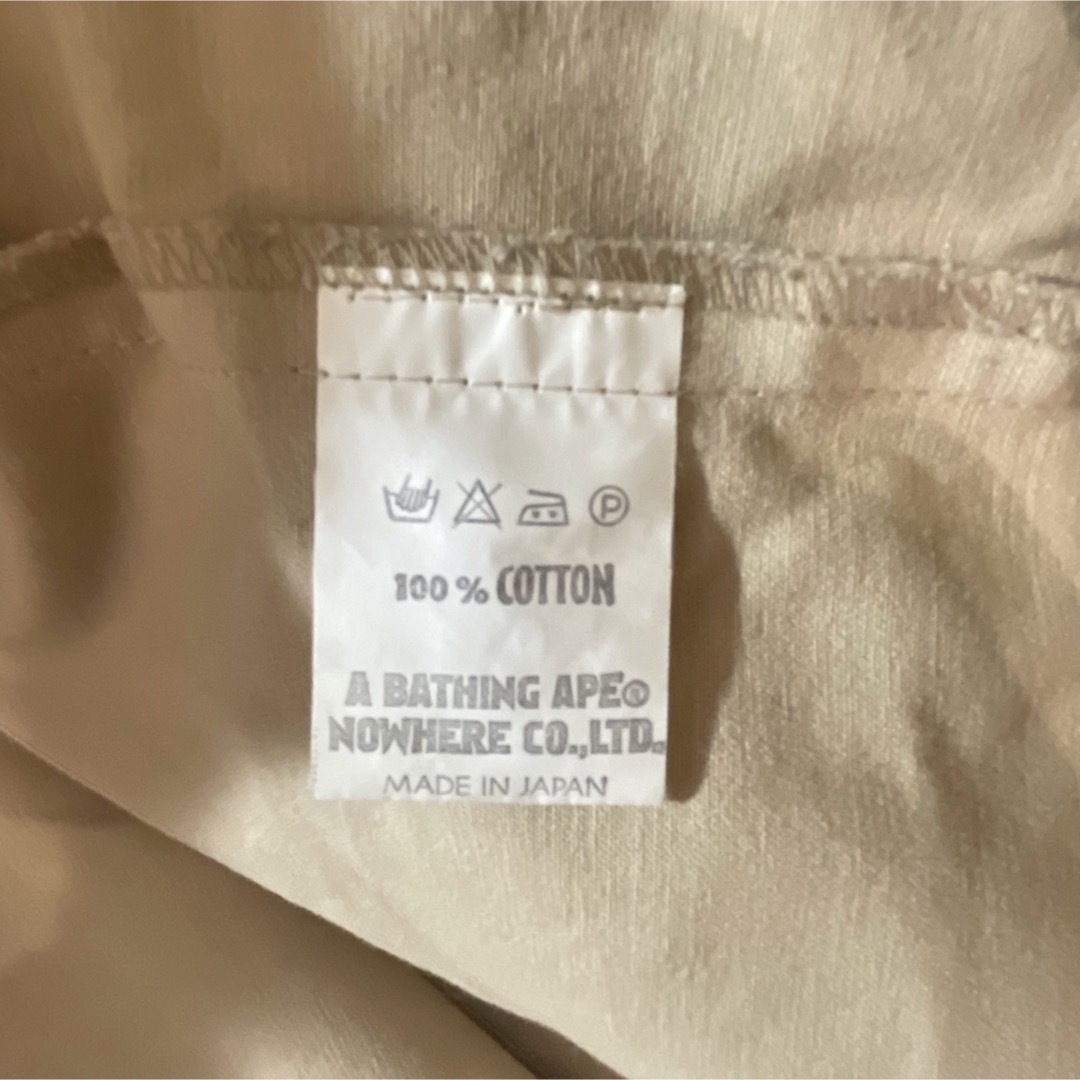 P
100 % COTTON
A BATHING APE®
NOWHERE CO.,LTD.
MADE IN JAPAN